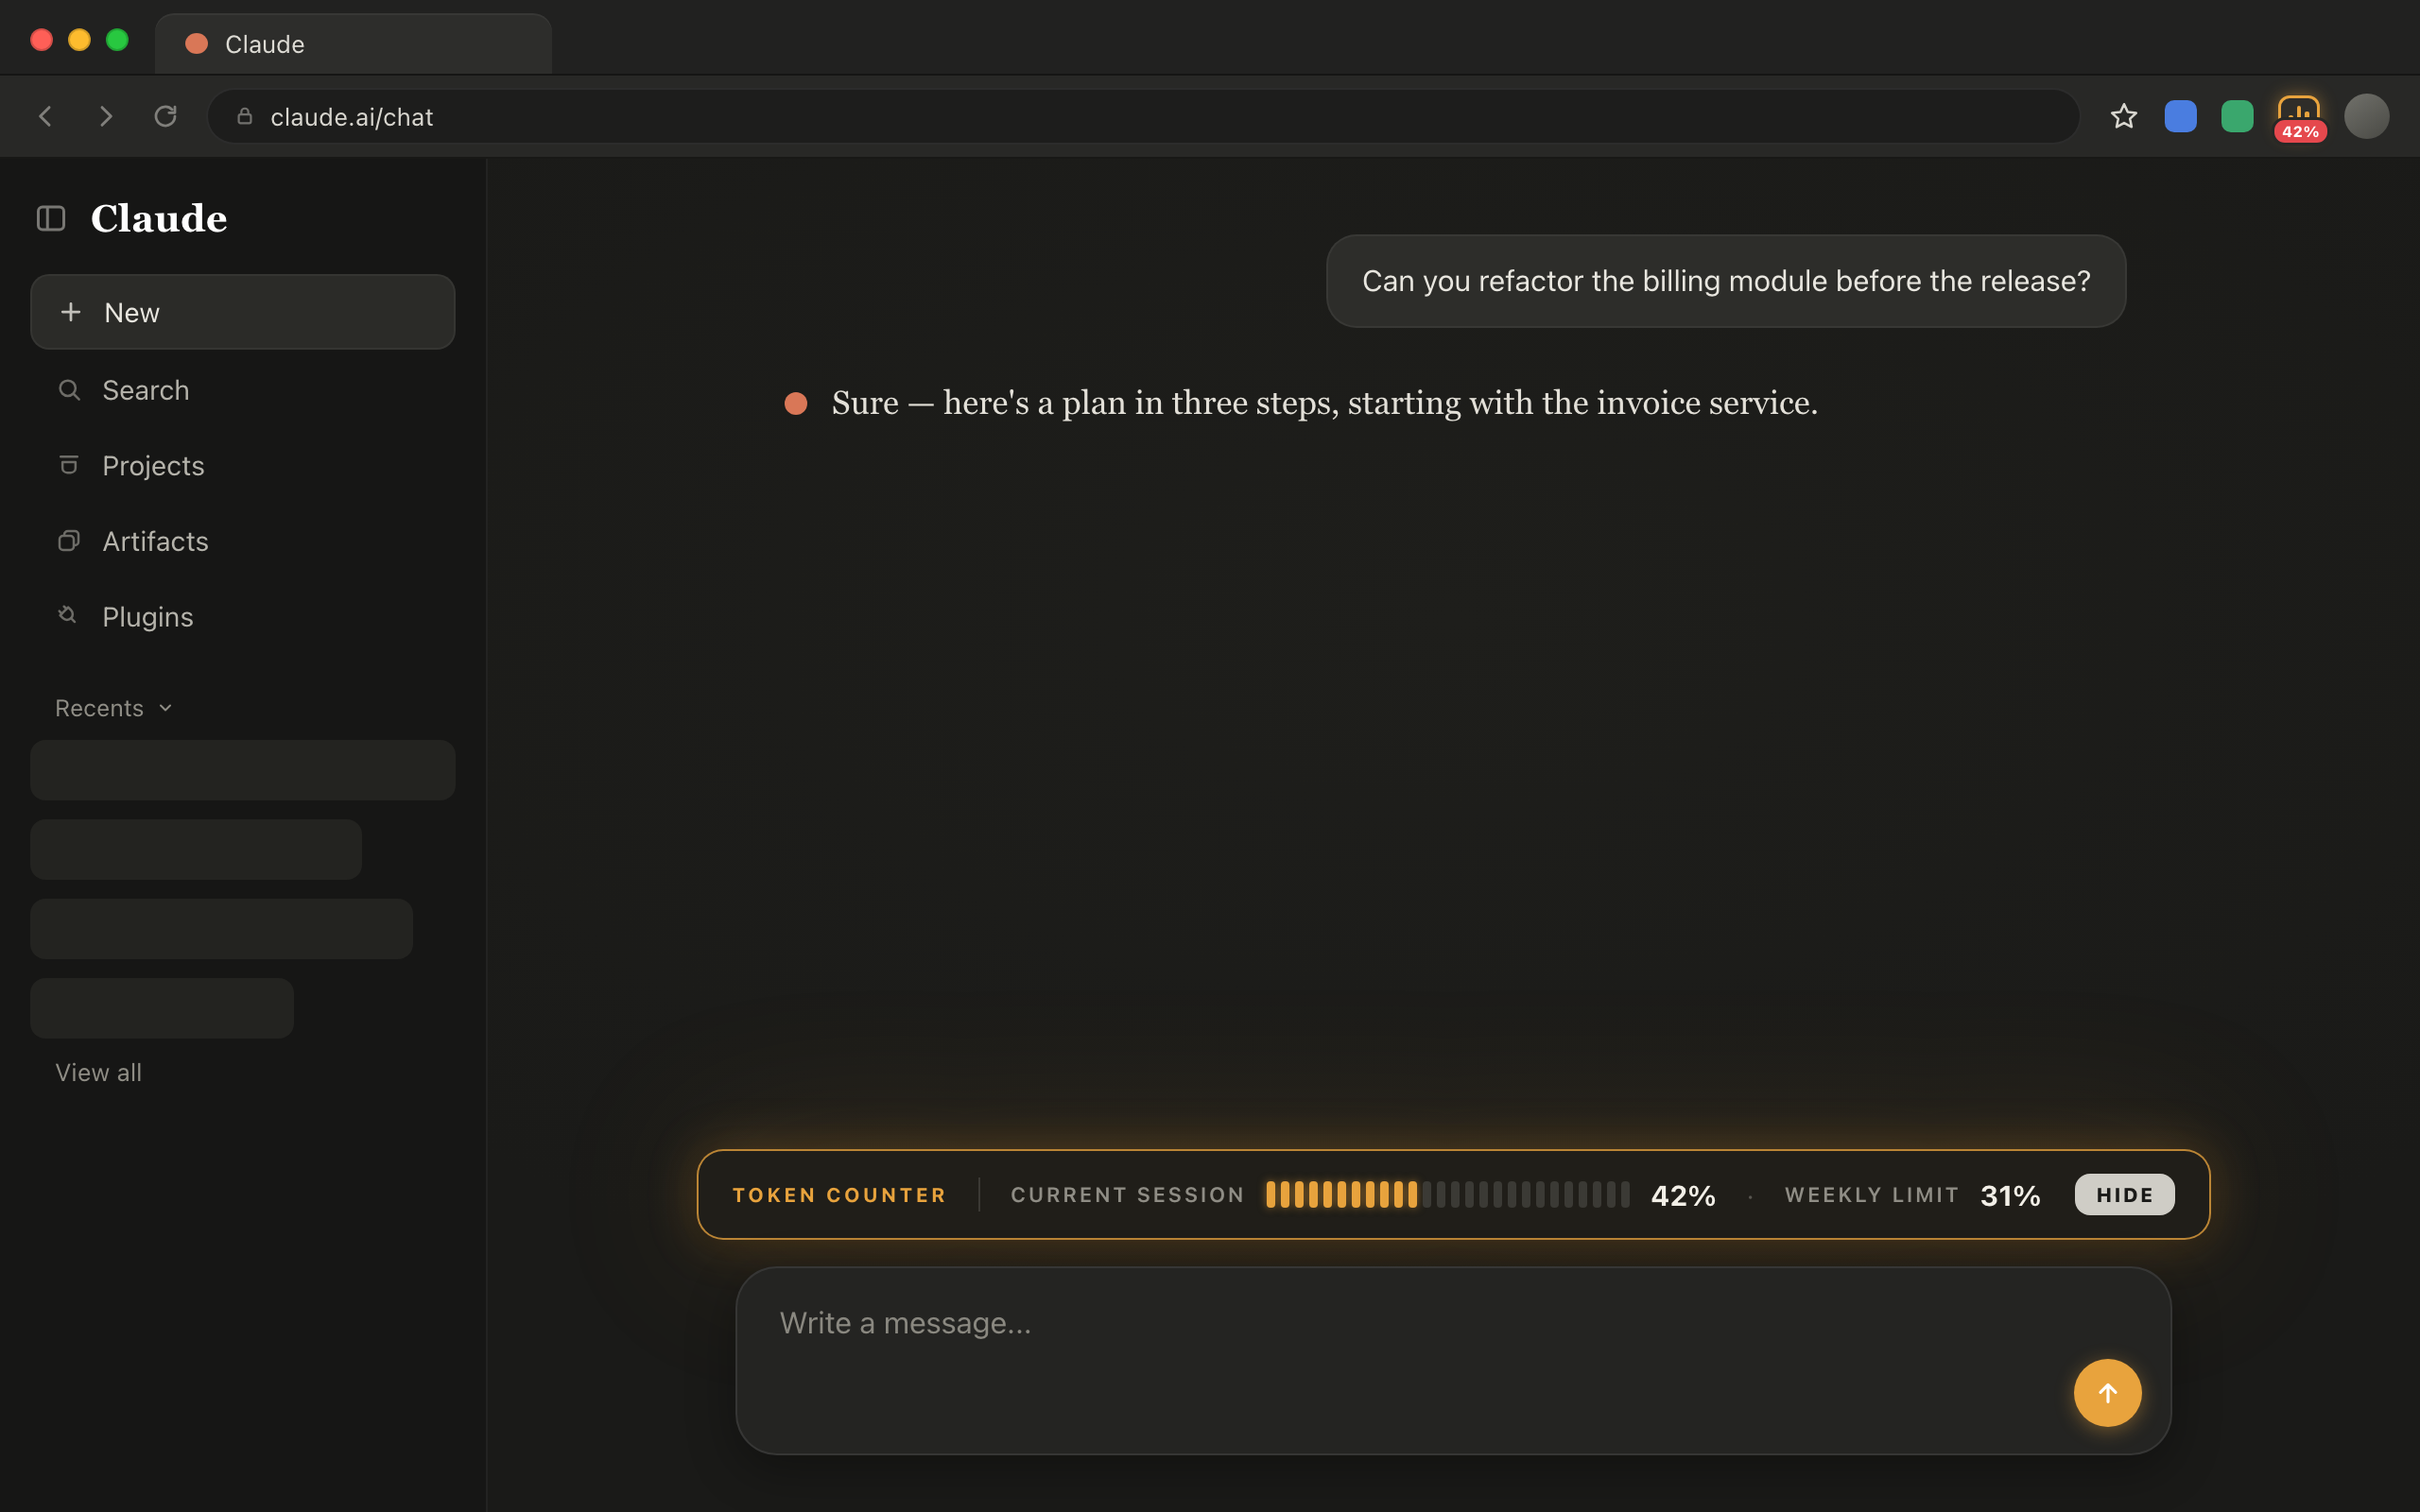 Claude
claude.ai/chat
42%
Claude
New
Search
Projects
Artifacts
Plugins
Recents
View all
Can you refactor the billing module before the release?
Sure — here's a plan in three steps, starting with the invoice service.
TOKEN COUNTER CURRENT SESSION 42% · WEEKLY LIMIT 31% HIDE
Write a message...